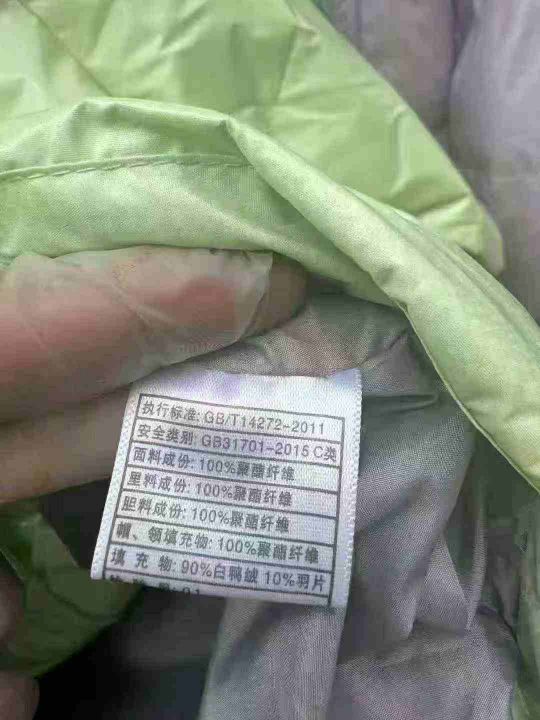 执行标准: GB/T14272-2011
安全类别: GB31701-2015 C类
面料成份: 100%聚酯纤维
里料成份: 100%聚酯纤维
胆料成份: 100%聚酯纤维
帽、领填充物: 100%聚酯纤维
填 充 物: 90%白鸭绒 10%羽片